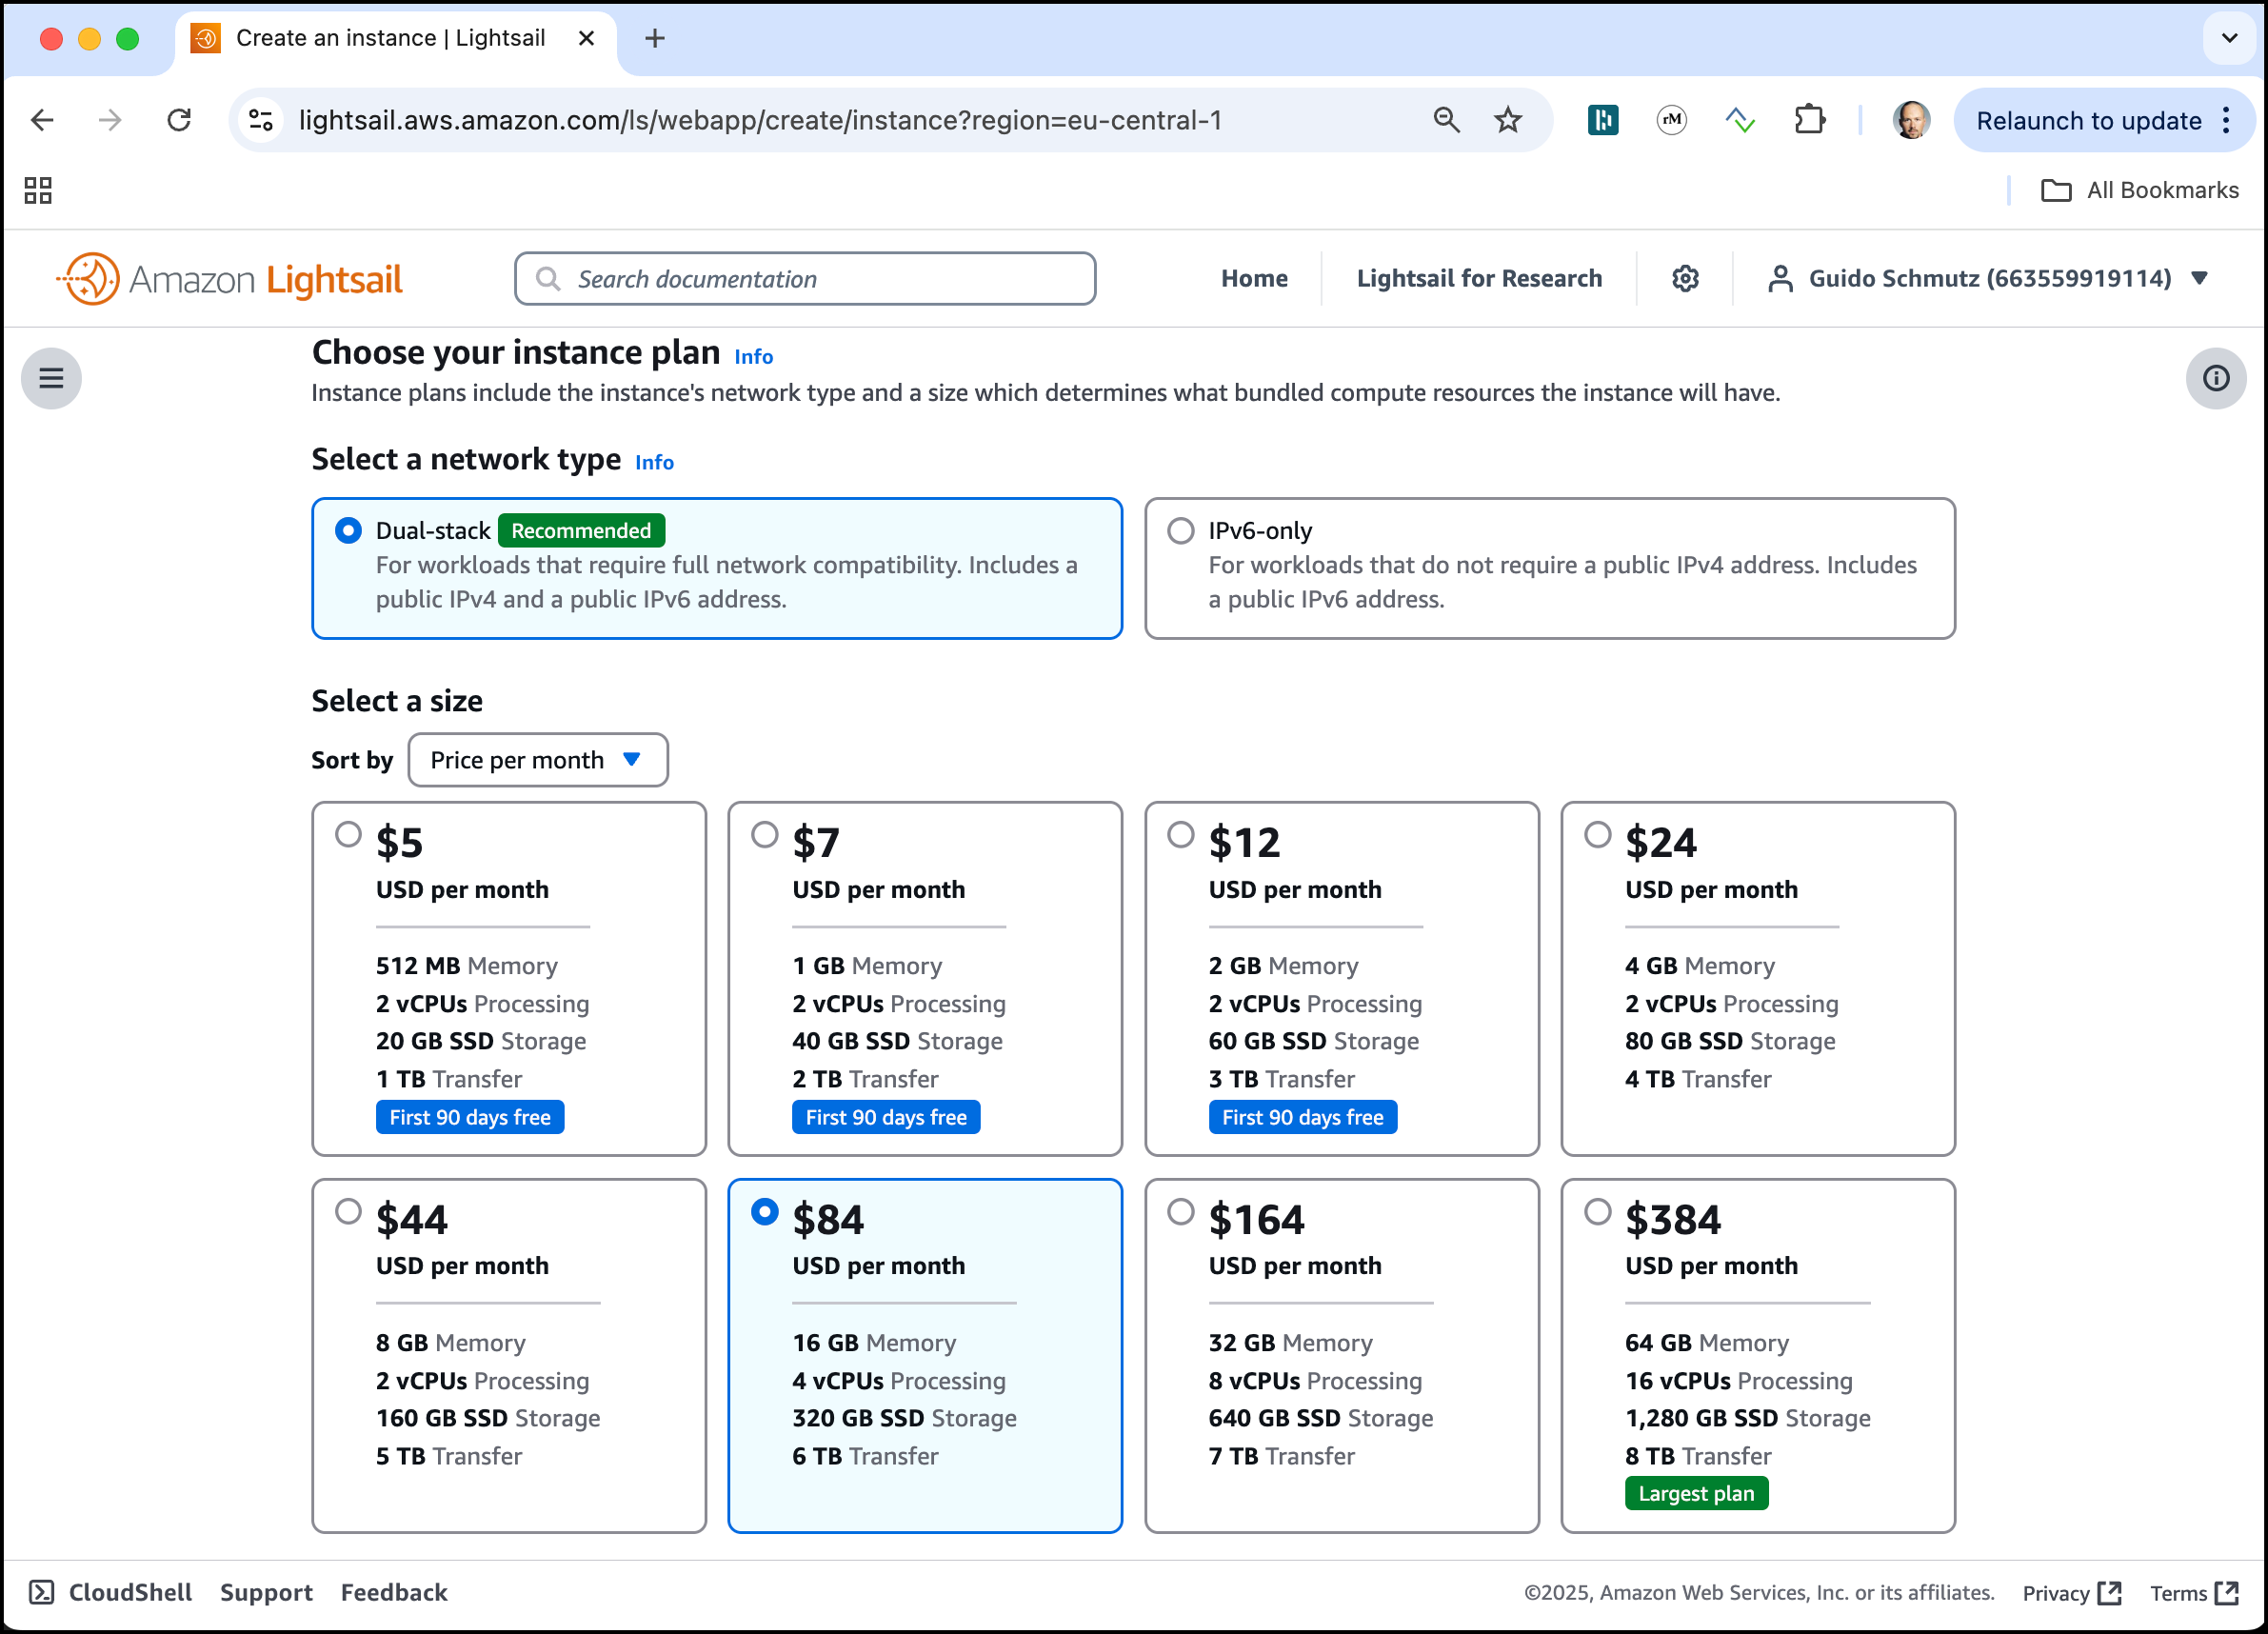 Create an instance | Lightsail
lightsail.aws.amazon.com/ls/webapp/create/instance?region=eu-central-1
rM
Relaunch to update
All Bookmarks
Amazon Lightsail
Search documentation
Home
Lightsail for Research
Guido Schmutz (663559919114)
Choose your instance plan Info
Instance plans include the instance's network type and a size which determines what bundled compute resources the instance will have.
Select a network type Info
Dual-stack Recommended
For workloads that require full network compatibility. Includes a
public IPv4 and a public IPv6 address.
IPv6-only
For workloads that do not require a public IPv4 address. Includes
a public IPv6 address.
Select a size
Sort by Price per month
$5
USD per month
512 MB Memory
2 vCPUs Processing
20 GB SSD Storage
1 TB Transfer
First 90 days free
$7
USD per month
1 GB Memory
2 vCPUs Processing
40 GB SSD Storage
2 TB Transfer
First 90 days free
$12
USD per month
2 GB Memory
2 vCPUs Processing
60 GB SSD Storage
3 TB Transfer
First 90 days free
$24
USD per month
4 GB Memory
2 vCPUs Processing
80 GB SSD Storage
4 TB Transfer
$44
USD per month
8 GB Memory
2 vCPUs Processing
160 GB SSD Storage
5 TB Transfer
$84
USD per month
16 GB Memory
4 vCPUs Processing
320 GB SSD Storage
6 TB Transfer
$164
USD per month
32 GB Memory
8 vCPUs Processing
640 GB SSD Storage
7 TB Transfer
$384
USD per month
64 GB Memory
16 vCPUs Processing
1,280 GB SSD Storage
8 TB Transfer
Largest plan
CloudShell
Support
Feedback
©2025, Amazon Web Services, Inc. or its affiliates.
Privacy
Terms